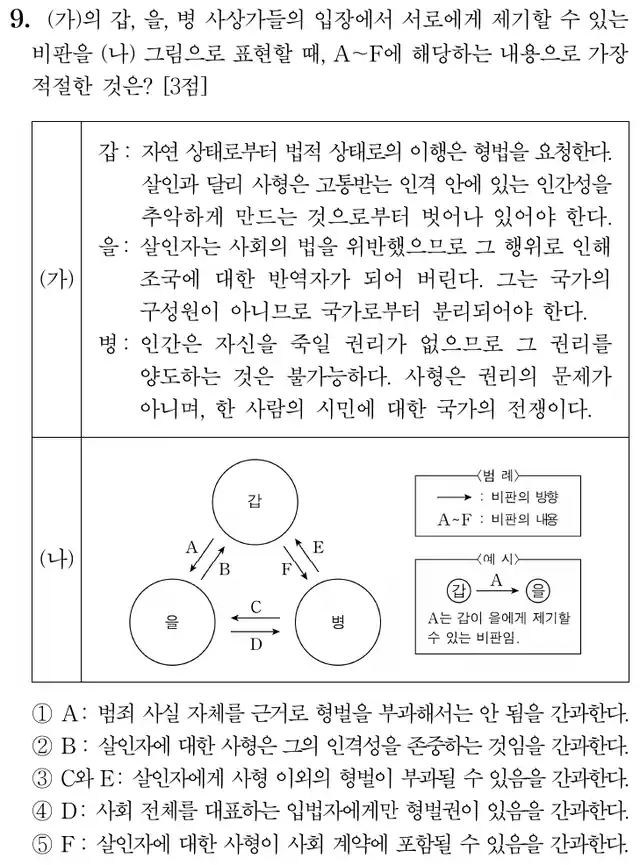 9. (가)의 갑, 을, 병 사상가들의 입장에서 서로에게 제기할 수 있는
비판을 (나) 그림으로 표현할 때, A~F에 해당하는 내용으로 가장
적절한 것은? [3점]
(가)
갑 : 자연 상태로부터 법적 상태로의 이행은 형법을 요청한다.
살인과 달리 사형은 고통받는 인격 안에 있는 인간성을
추악하게 만드는 것으로부터 벗어나 있어야 한다.
을 : 살인자는 사회의 법을 위반했으므로 그 행위로 인해
조국에 대한 반역자가 되어 버린다. 그는 국가의
구성원이 아니므로 국가로부터 분리되어야 한다.
병 : 인간은 자신을 죽일 권리가 없으므로 그 권리를
양도하는 것은 불가능하다. 사형은 권리의 문제가
아니며, 한 사람의 시민에 대한 국가의 전쟁이다.
(나)
갑
A
B
F
E
을
C
D
병
<범 례>
→ : 비판의 방향
A~F : 비판의 내용
<예 시>
갑 A → 을
A는 갑이 을에게 제기할
수 있는 비판임.
① A : 범죄 사실 자체를 근거로 형벌을 부과해서는 안 됨을 간과한다.
② B : 살인자에 대한 사형은 그의 인격성을 존중하는 것임을 간과한다.
③ C와 E : 살인자에게 사형 이외의 형벌이 부과될 수 있음을 간과한다.
④ D : 사회 전체를 대표하는 입법자에게만 형벌권이 있음을 간과한다.
⑤ F : 살인자에 대한 사형이 사회 계약에 포함될 수 있음을 간과한다.